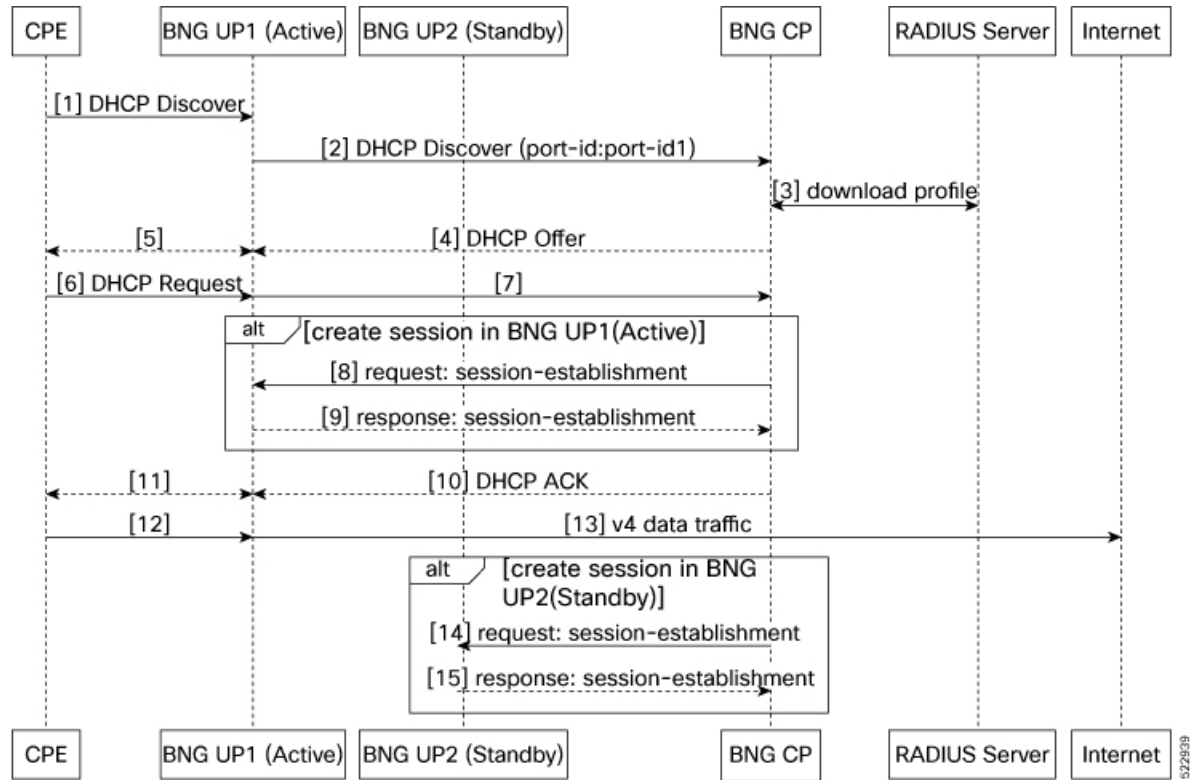 CPE
BNG UP1 (Active)
BNG UP2 (Standby)
BNG CP
RADIUS Server
Internet
[1] DHCP Discover
[2] DHCP Discover (port-id:port-id1)
[3] download profile
[5]
[4] DHCP Offer
[6] DHCP Request
[7]
alt
[create session in BNG UP1(Active)]
[8] request: session-establishment
[9] response: session-establishment
[11]
[10] DHCP ACK
[12]
[13] v4 data traffic
alt
[create session in BNG
UP2(Standby)]
[14] request: session-establishment
[15] response: session-establishment
CPE
BNG UP1 (Active)
BNG UP2 (Standby)
BNG CP
RADIUS Server
Internet
522939